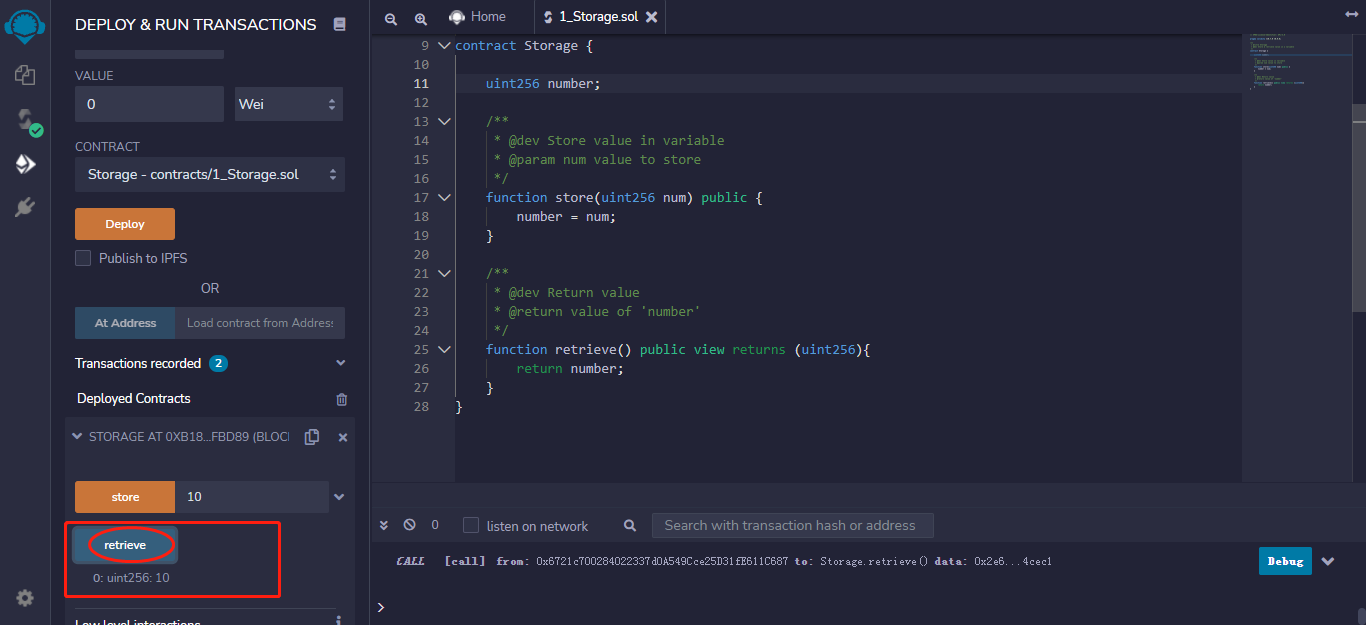 DEPLOY & RUN TRANSACTIONS
VALUE
0 Wei
CONTRACT
Storage - contracts/1_Storage.sol
Deploy
Publish to IPFS
OR
At Address Load contract from Address
Transactions recorded 2
Deployed Contracts
STORAGE AT 0XB18...FBD89 (BLOC
store 10
retrieve
0: uint256: 10
Low level interactions
Home 1_Storage.sol
9 contract Storage {
10
11 uint256 number;
12
13 /**
14 * @dev Store value in variable
15 * @param num value to store
16 */
17 function store(uint256 num) public {
18 number = num;
19 }
20
21 /**
22 * @dev Return value
23 * @return value of 'number'
24 */
25 function retrieve() public view returns (uint256){
26 return number;
27 }
28 }
0 listen on network Search with transaction hash or address
CALL [call] from: 0x6721c700284022337d0A549Cce25D31fE611C687 to: Storage.retrieve() data: 0x2e6...4cec1 Debug
>